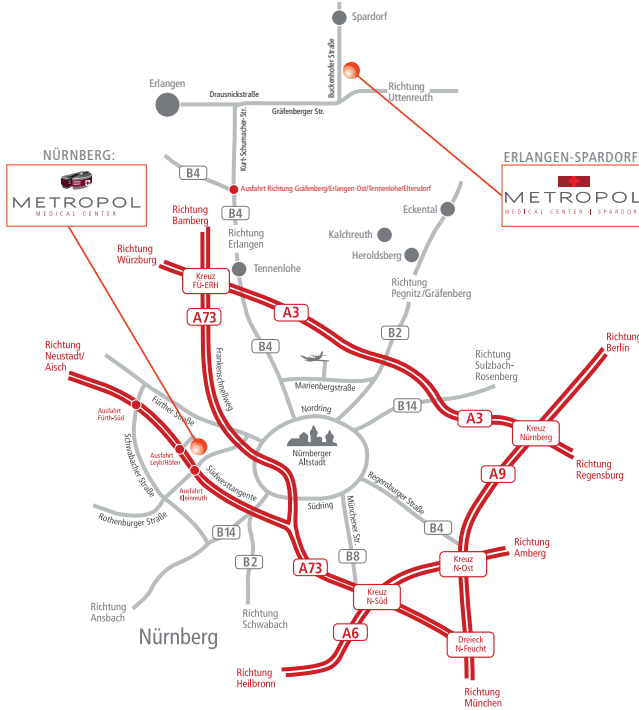 Spardorf
Buckenhofer Straße
Erlangen
Drausnickstraße
Gräfenberger Str.
Richtung
Uttenreuth
Kurt-Schumacher-Str.
NÜRNBERG:
METROPOL
MEDICAL CENTER
ERLANGEN-SPARDORF
METROPOL
MEDICAL CENTER | SPARDORF
B4
Ausfahrt Richtung Gräfenberg/Erlangen-Ost/Tennenlohe/Eltersdorf
B4
Richtung
Bamberg
Richtung
Erlangen
Eckental
Kalchreuth
Heroldsberg
Richtung
Würzburg
Tennenlohe
Kreuz
FÜ-ERH
Richtung
Pegnitz/Gräfenberg
A73
A3
B2
B4
Richtung
Berlin
Richtung
Neustadt/
Aisch
Frankenschnellweg
Marienbergstraße
Richtung
Sulzbach-
Rosenberg
Nordring
B14
A3
Ausfahrt
Fürth-Süd
Fürther Straße
Kreuz
Nürnberg
Schwabacher Straße
Ausfahrt
Leyh/Höfen
Nürnberger
Altstadt
Richtung
Regensburg
Ausfahrt
Kleinreuth
Südwesttangente
A9
Regensburger Straße
Südring
Rothenburger Straße
Münchener Str.
B14
B4
Richtung
Amberg
B2
B8
A73
Kreuz
N-Ost
Kreuz
N-Süd
Richtung
Ansbach
Richtung
Schwabach
A6
Nürnberg
Dreieck
N-Feucht
Richtung
Heilbronn
Richtung
München